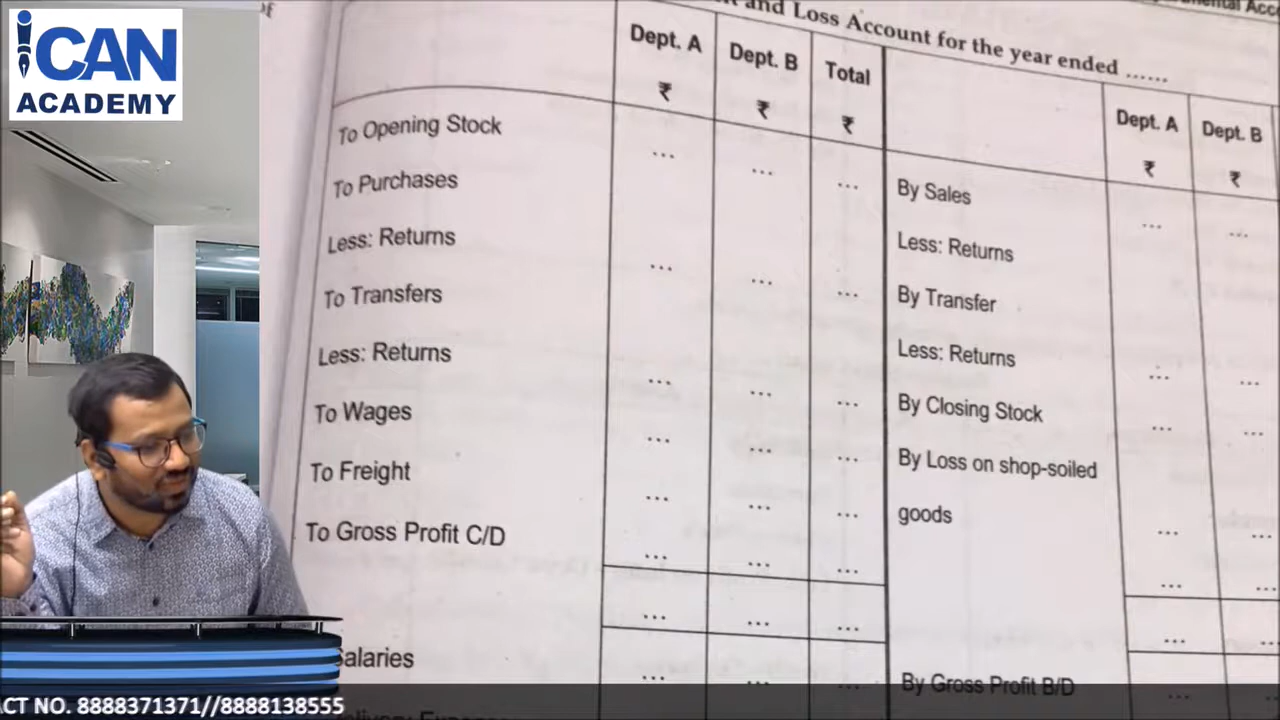 iCAN
ACADEMY
and Loss Account for the year ended ......
Dept. A
Dept. B
Total
₹
₹
₹
Dept. A
Dept. B
₹
₹
To Opening Stock
... ... ...
To Purchases
Less: Returns
... ... ...
To Transfers
Less: Returns
... ... ...
To Wages
... ... ...
To Freight
... ... ...
To Gross Profit C/D
... ... ...
... ... ...
Salaries
... ... ...
By Sales
... ...
Less: Returns
By Transfer
Less: Returns
... ...
By Closing Stock
... ...
By Loss on shop-soiled
goods
... ...
... ...
... ...
By Gross Profit B/D
... ...
ACT NO. 8888371371//8888138555